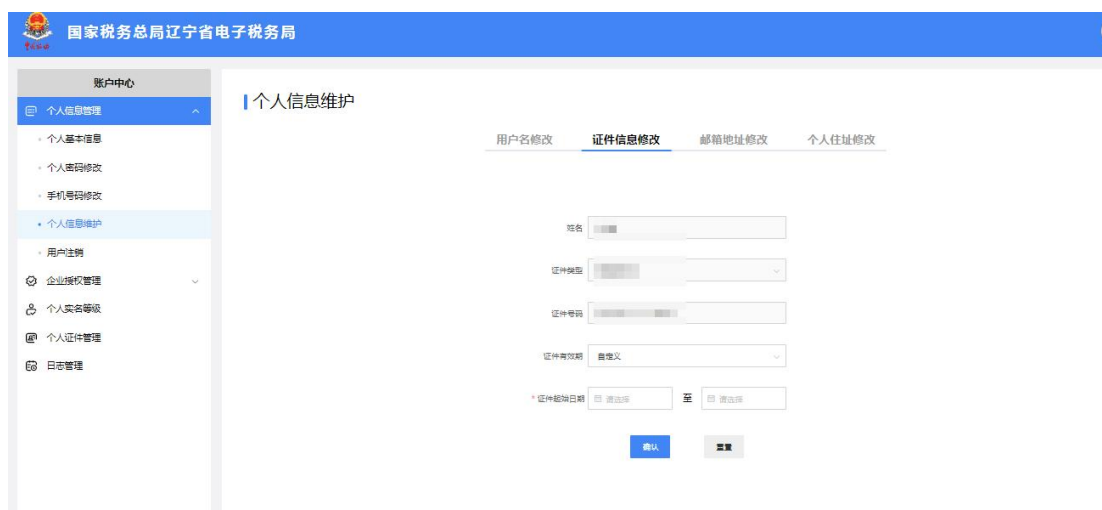 国家税务总局辽宁省电子税务局
账户中心
个人信息管理
个人基本信息
个人密码修改
手机号码修改
个人信息维护
用户注销
企业授权管理
个人实名等级
个人证件管理
日志管理
个人信息维护
用户名修改 证件信息修改 邮箱地址修改 个人住址修改
姓名
证件类型
证件号码
证件有效期 自定义
* 证件起始日期 请选择 至 请选择
确认 重置